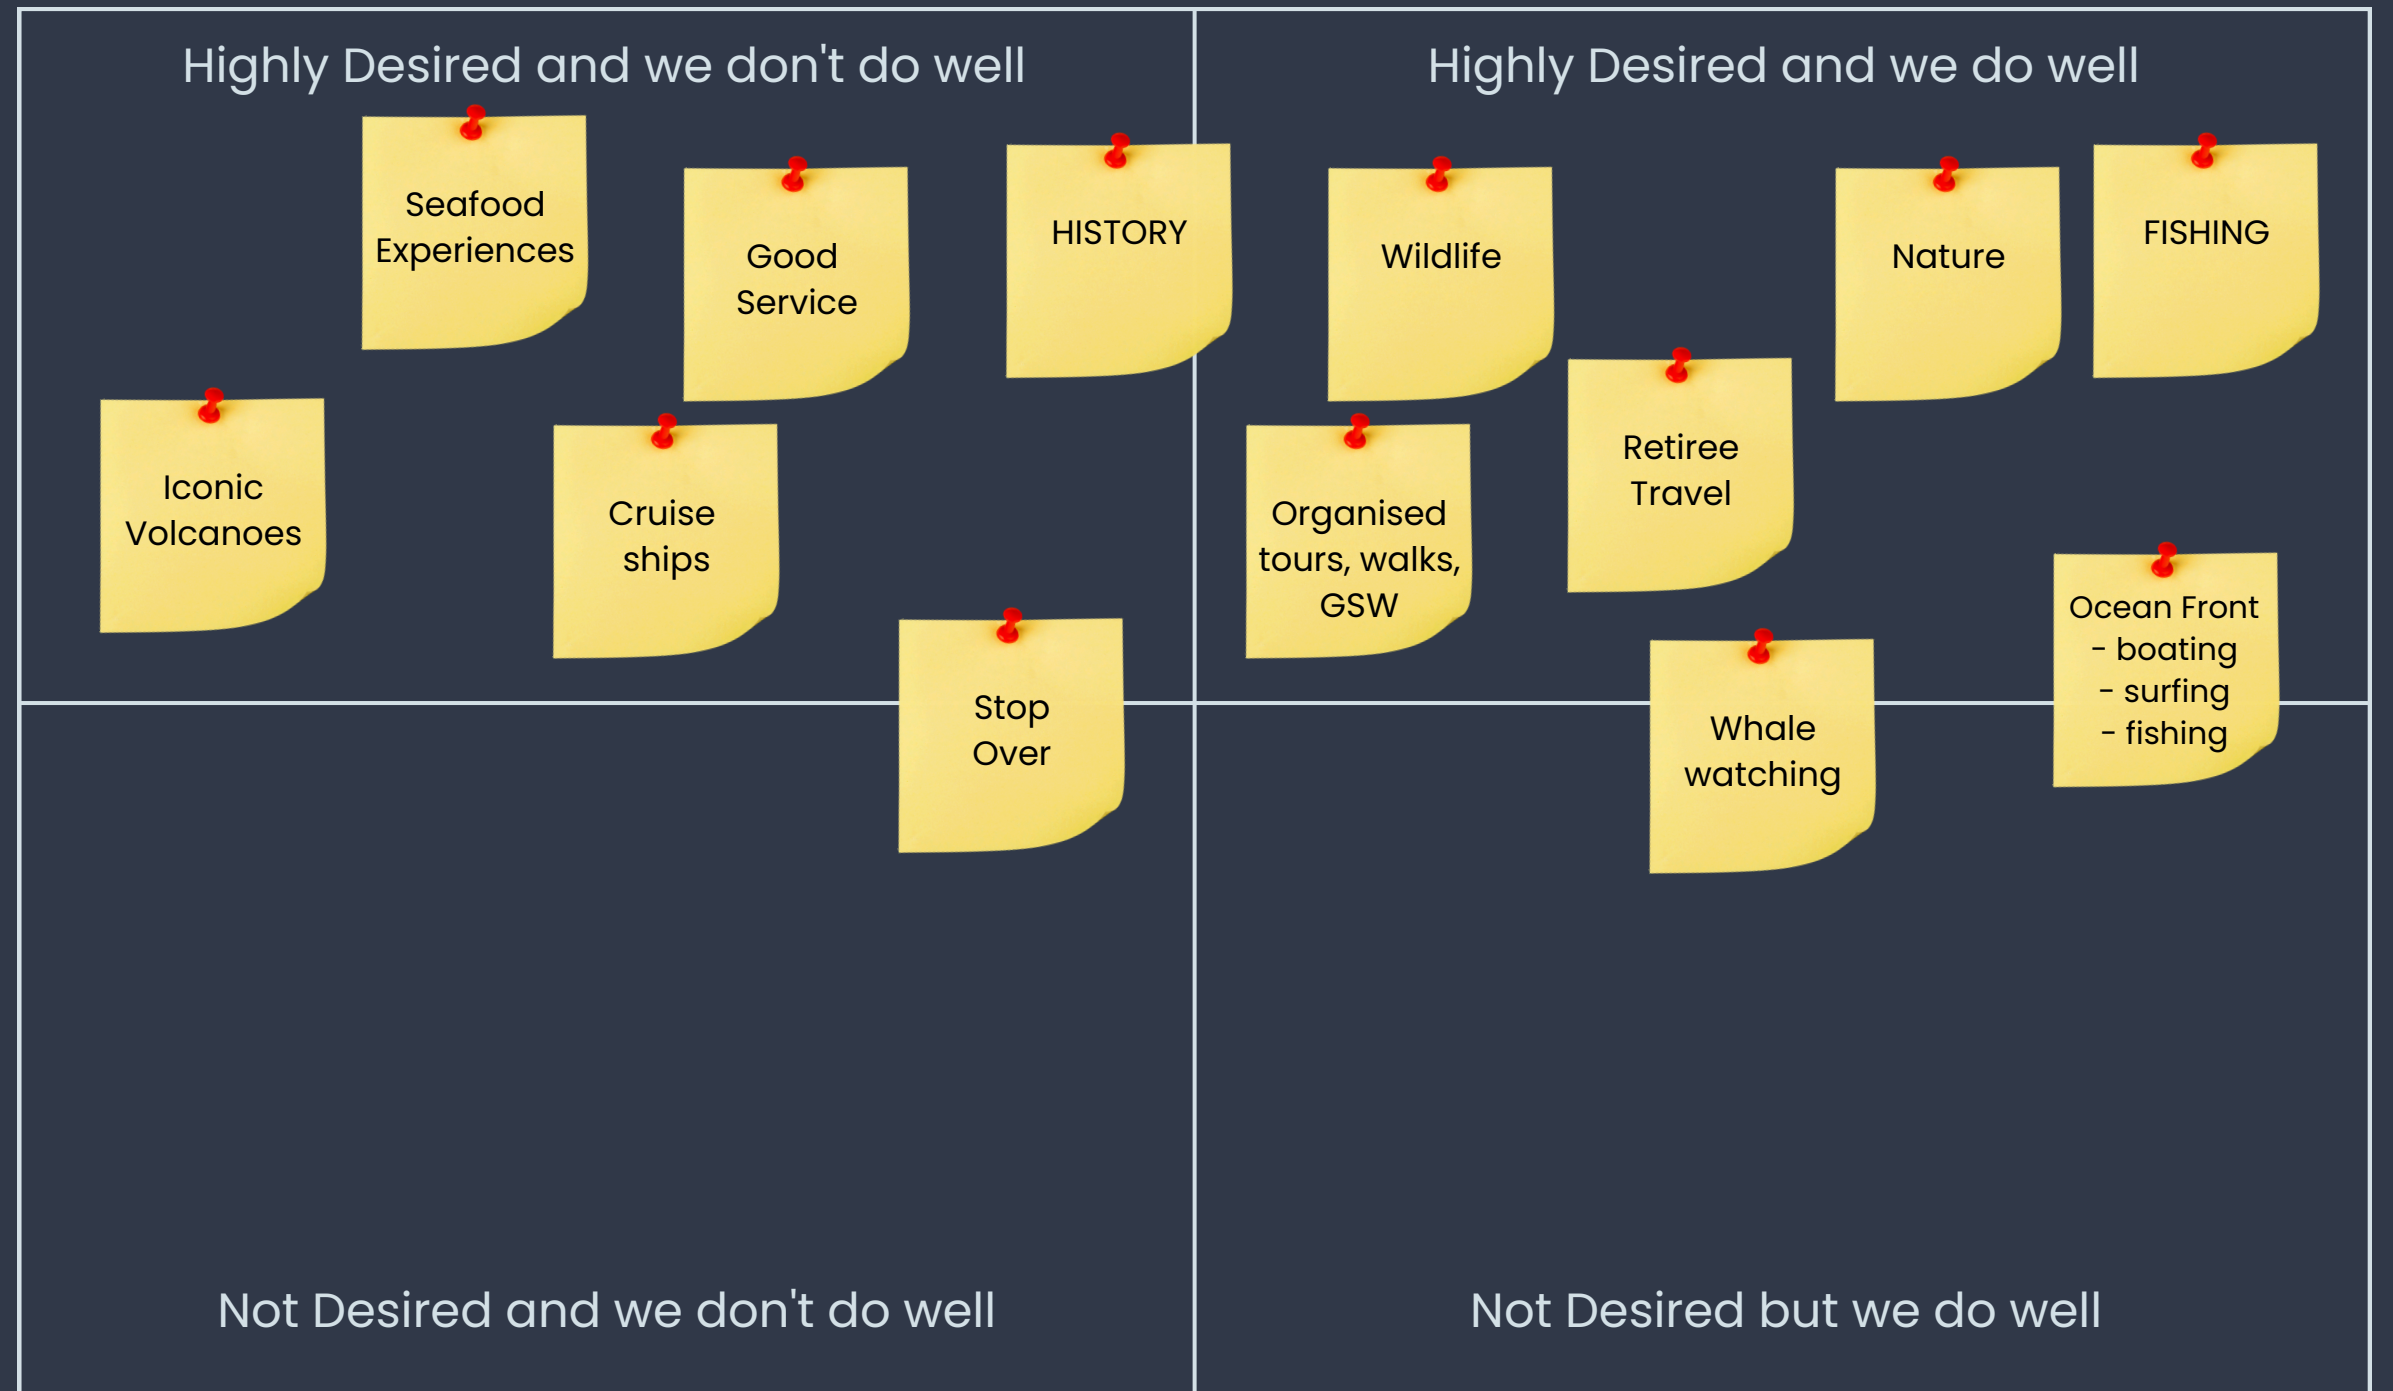 Highly Desired and we don't do well
Highly Desired and we do well
Seafood
Experiences
Good
Service
HISTORY
Wildlife
Nature
FISHING
Iconic
Volcanoes
Cruise
ships
Organised
tours, walks,
GSW
Retiree
Travel
Stop
Over
Whale
watching
Ocean Front
- boating
- surfing
- fishing
Not Desired and we don't do well
Not Desired but we do well